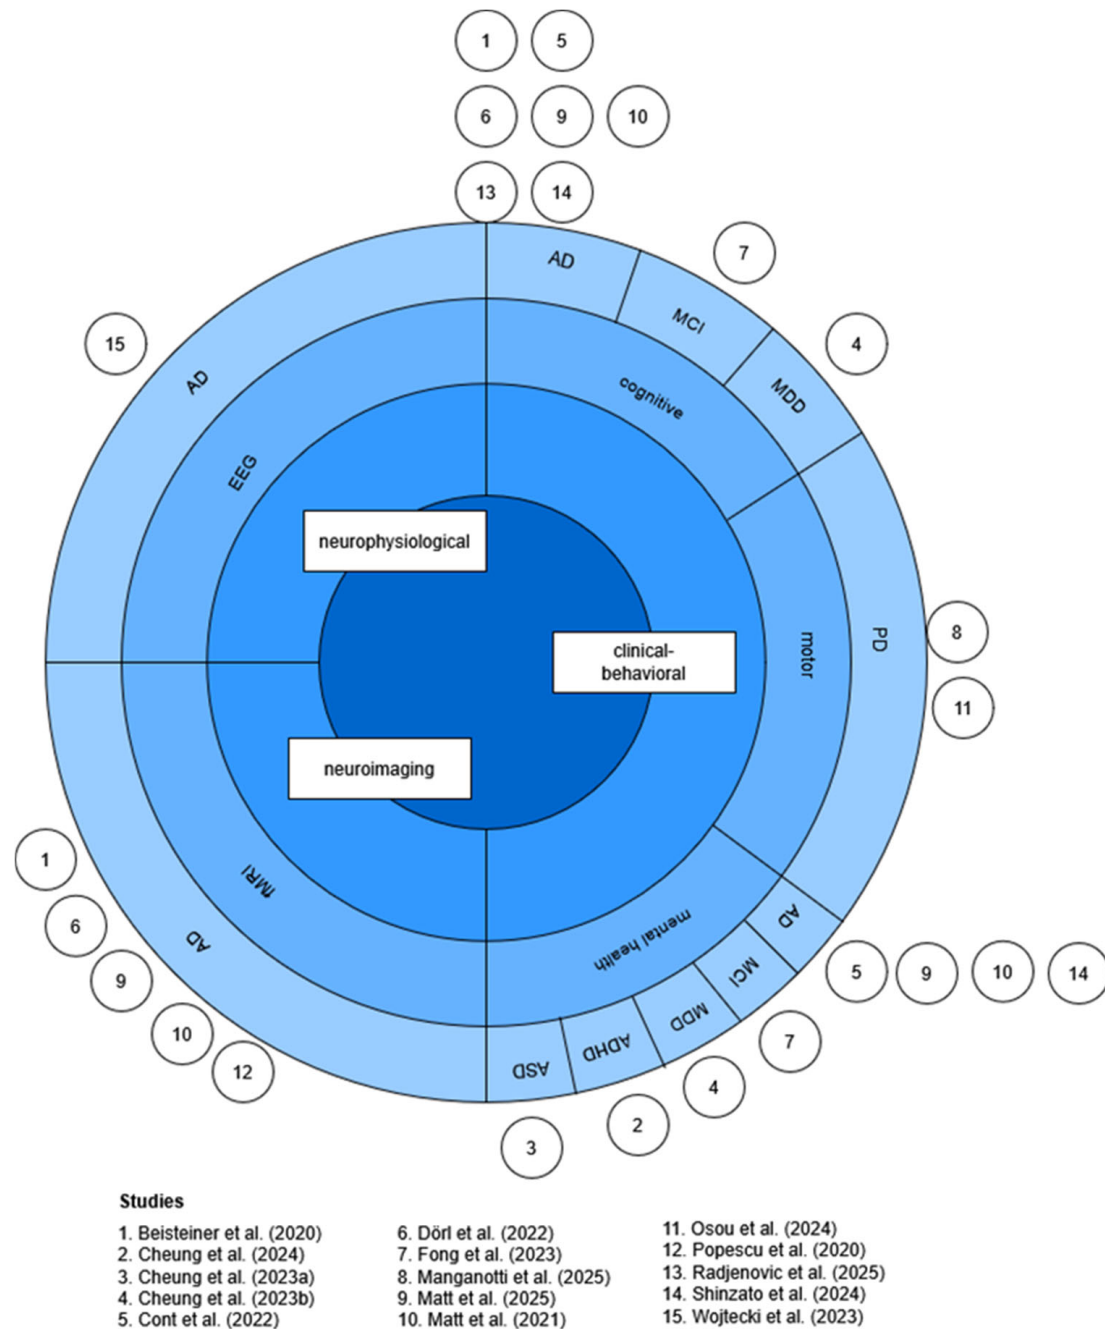 1 5
6 9 10
13 14
7
4
15
AD
MCI
MDD
cognitive
AD
EEG
neurophysiological
clinical-
behavioral
motor
PD
8
11
neuroimaging
fMRI
AD
1
6
9
10
12
mental health
AD
MCI
MDD
ADHD
ASD
5 9 10 14
7
4
2
3
Studies
1. Beisteiner et al. (2020)
2. Cheung et al. (2024)
3. Cheung et al. (2023a)
4. Cheung et al. (2023b)
5. Cont et al. (2022)
6. Dörl et al. (2022)
7. Fong et al. (2023)
8. Manganotti et al. (2025)
9. Matt et al. (2025)
10. Matt et al. (2021)
11. Osou et al. (2024)
12. Popescu et al. (2020)
13. Radjenovic et al. (2025)
14. Shinzato et al. (2024)
15. Wojtecki et al. (2023)